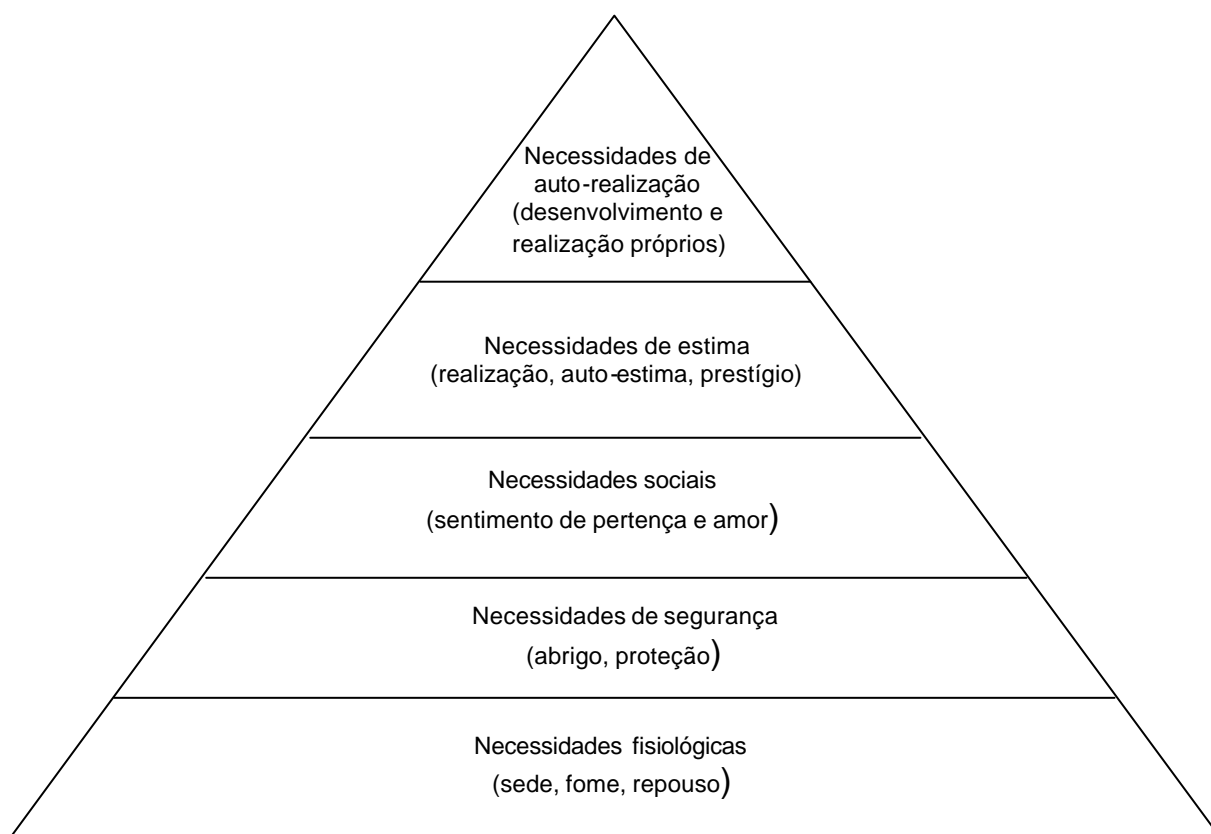 Necessidades de
auto-realização
(desenvolvimento e
realização próprios)
Necessidades de estima
(realização, auto-estima, prestígio)
Necessidades sociais
(sentimento de pertença e amor)
Necessidades de segurança
(abrigo, proteção)
Necessidades fisiológicas
(sede, fome, repouso)